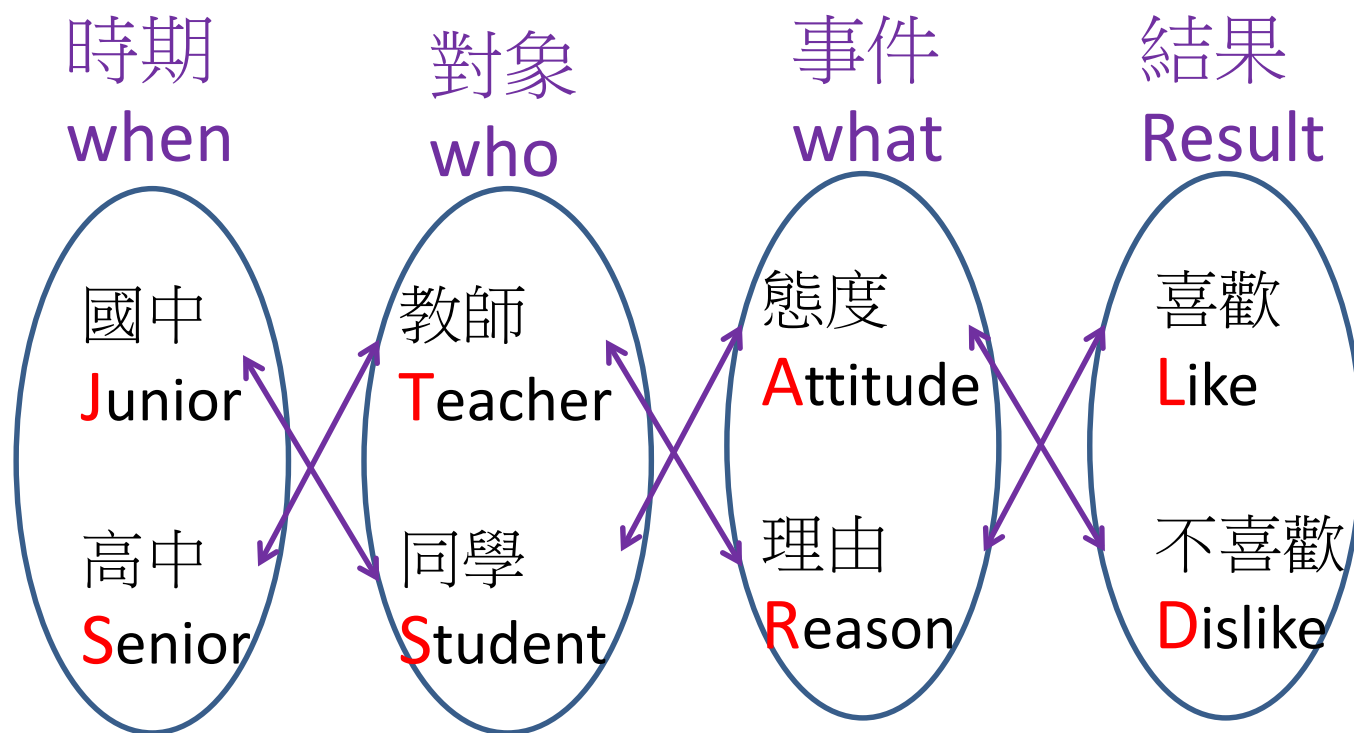 時期
when
國中
Junior
高中
Senior
對象
who
教師
Teacher
同學
Student
事件
what
態度
Attitude
理由
Reason
結果
Result
喜歡
Like
不喜歡
Dislike